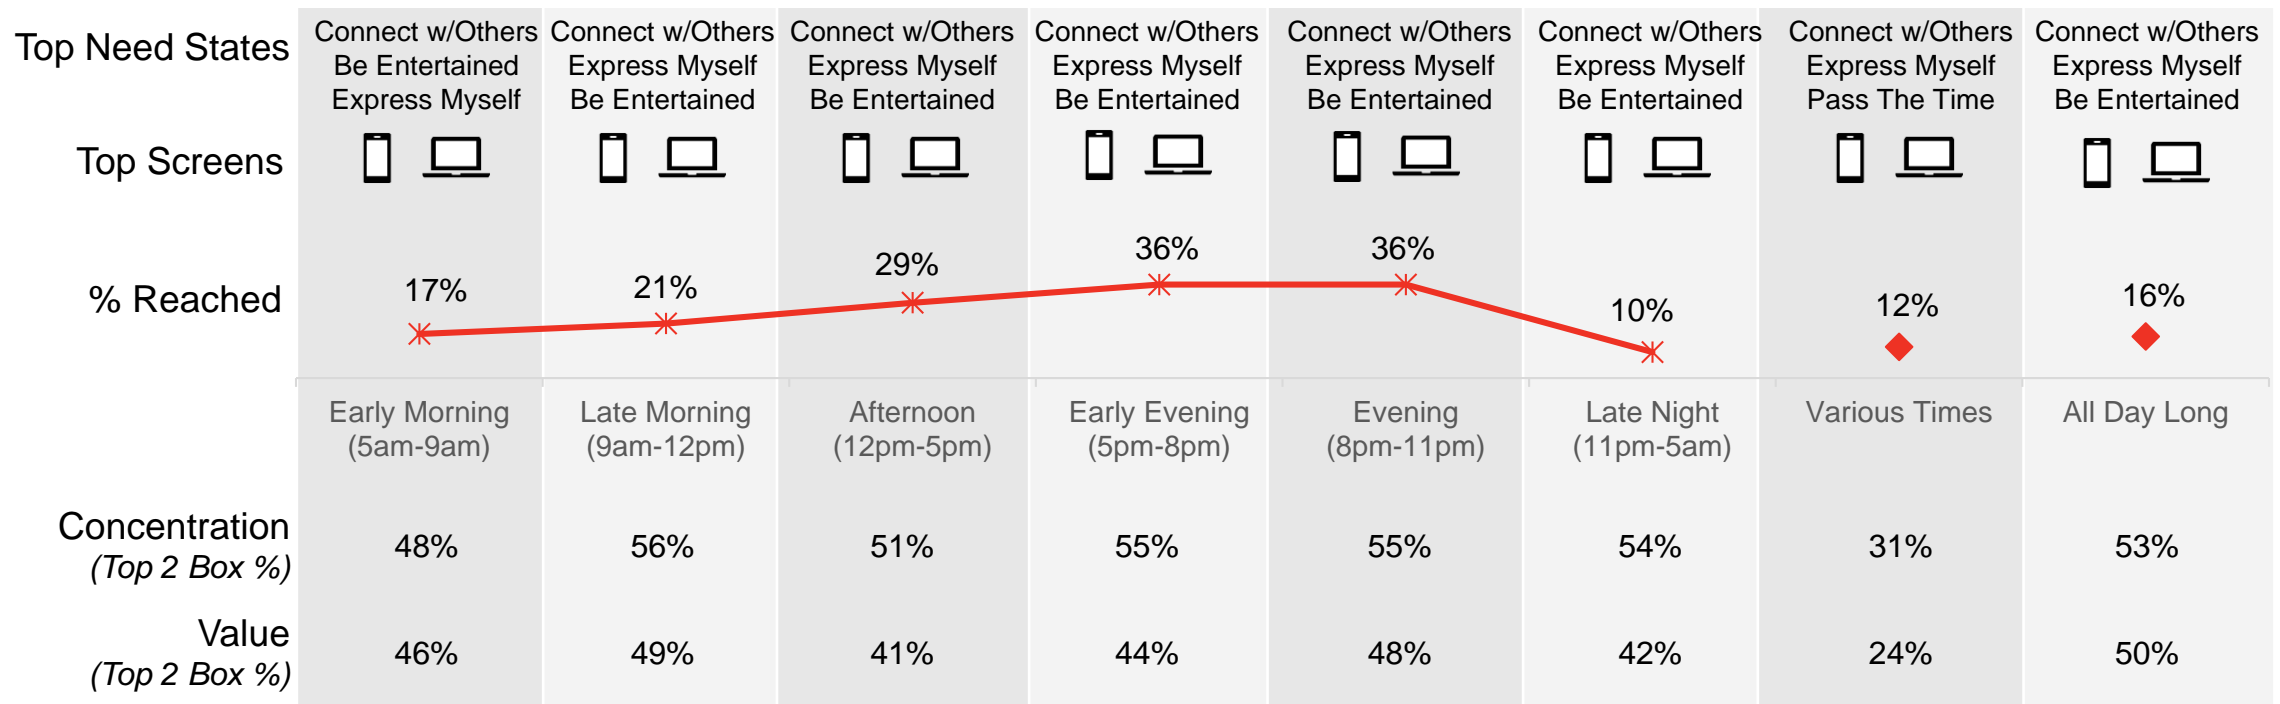 Top Need States
Connect w/Others
Be Entertained
Express Myself
Connect w/Others
Express Myself
Be Entertained
Connect w/Others
Express Myself
Be Entertained
Connect w/Others
Express Myself
Be Entertained
Connect w/Others
Express Myself
Be Entertained
Connect w/Others
Express Myself
Be Entertained
Connect w/Others
Express Myself
Pass The Time
Connect w/Others
Express Myself
Be Entertained
Top Screens
% Reached
17%
21%
29%
36%
36%
10%
12%
16%
Early Morning
(5am-9am)
Late Morning
(9am-12pm)
Afternoon
(12pm-5pm)
Early Evening
(5pm-8pm)
Evening
(8pm-11pm)
Late Night
(11pm-5am)
Various Times
All Day Long
Concentration
(Top 2 Box %)
48%
56%
51%
55%
55%
54%
31%
53%
Value
(Top 2 Box %)
46%
49%
41%
44%
48%
42%
24%
50%